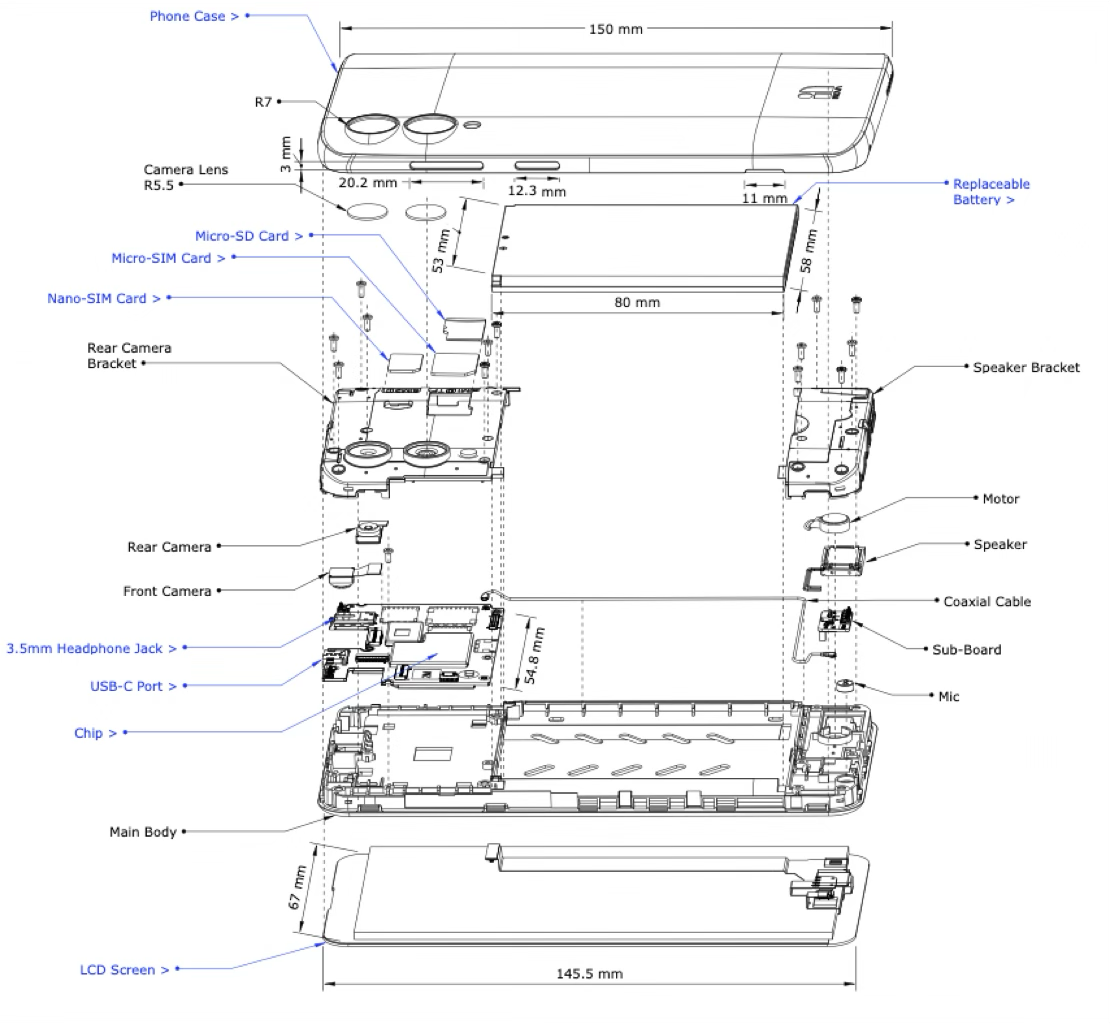 Phone Case >
150 mm
R7
3 mm
Camera Lens
R5.5
20.2 mm
12.3 mm
11 mm
Replaceable
Battery >
Micro-SD Card >
53 mm
58 mm
Micro-SIM Card >
Nano-SIM Card >
80 mm
Rear Camera
Bracket
Speaker Bracket
Motor
Rear Camera
Speaker
Front Camera
Coaxial Cable
3.5mm Headphone Jack >
54.8 mm
Sub-Board
USB-C Port >
Mic
Chip >
Main Body
67 mm
LCD Screen >
145.5 mm